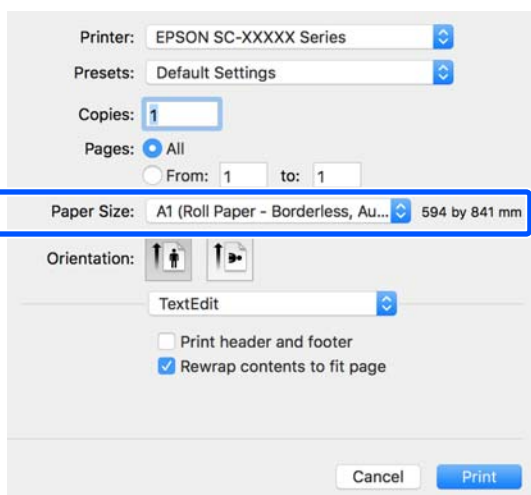 Printer: EPSON SC-XXXXX Series
Presets: Default Settings
Copies: 1
Pages: All
From: 1 to: 1
Paper Size: A1 (Roll Paper - Borderless, Au... 594 by 841 mm
Orientation:
TextEdit
Print header and footer
Rewrap contents to fit page
Cancel Print